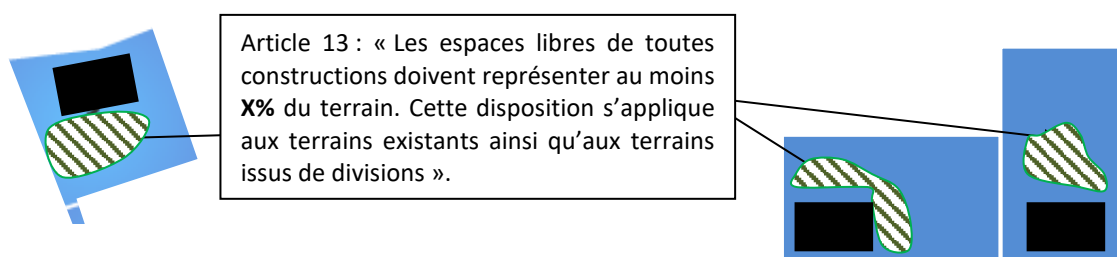 Article 13 : « Les espaces libres de toutes
constructions doivent représenter au moins
X% du terrain. Cette disposition s’applique
aux terrains existants ainsi qu’aux terrains
issus de divisions ».